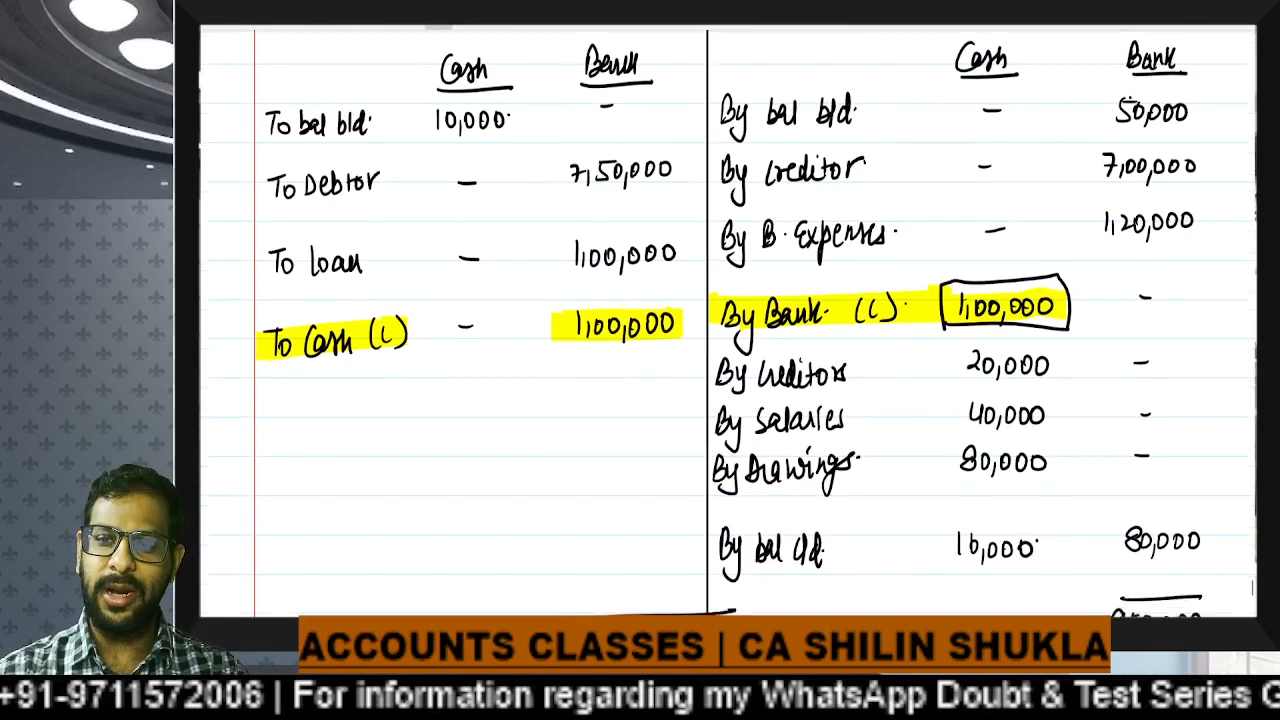 Cash Bank Cash Bank
To bal b/d. 10,000. - By bal b/d. - 50,000
To Debtor - 7,50,000 By Creditor - 7,00,000
To Loan - 1,00,000 By B. Expenses. - 1,20,000
To Cash (C) - 1,00,000 By Bank. (C). 1,00,000 -
By Creditors 20,000 -
By Salaries 40,000 -
By Drawings. 80,000 -
By bal c/d. 10,000. 80,000
ACCOUNTS CLASSES | CA SHILIN SHUKLA
+91-9711572006 | For information regarding my WhatsApp Doubt & Test Series G